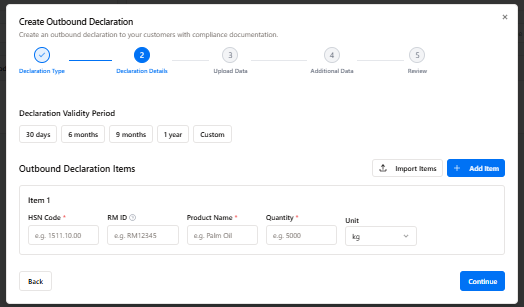 Create Outbound Declaration
Create an outbound declaration to your customers with compliance documentation.
2 3 4 5
Declaration Type Declaration Details Upload Data Additional Data Review
Declaration Validity Period
30 days 6 months 9 months 1 year Custom
Outbound Declaration Items
Import Items + Add Item
Item 1
HSN Code * RM ID Product Name * Quantity * Unit
e.g. 1511.10.00 e.g. RM12345 e.g. Palm Oil e.g. 5000 kg
Back Continue